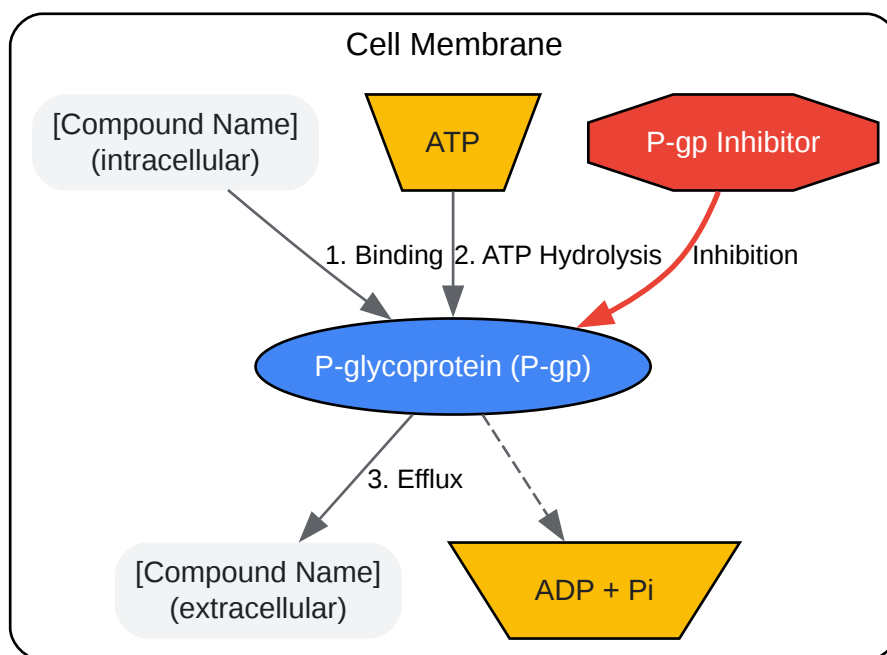 Cell Membrane
[Compound Name]
(intracellular)
ATP
P-gp Inhibitor
1. Binding
2. ATP Hydrolysis
Inhibition
P-glycoprotein (P-gp)
3. Efflux
[Compound Name]
(extracellular)
ADP + Pi